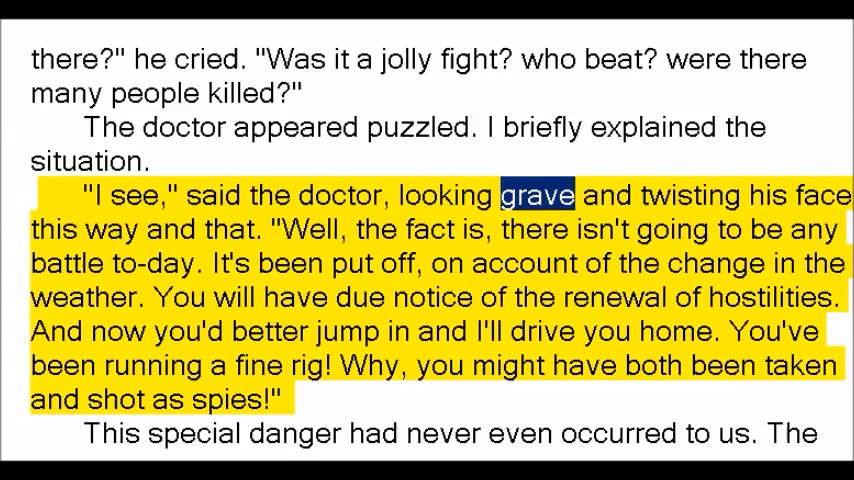 there?" he cried. "Was it a jolly fight? who beat? were there
many people killed?"
The doctor appeared puzzled. I briefly explained the
situation.
"I see," said the doctor, looking grave and twisting his face
this way and that. "Well, the fact is, there isn't going to be any
battle to-day. It's been put off, on account of the change in the
weather. You will have due notice of the renewal of hostilities.
And now you'd better jump in and I'll drive you home. You've
been running a fine rig! Why, you might have both been taken
and shot as spies!"
This special danger had never even occurred to us. The